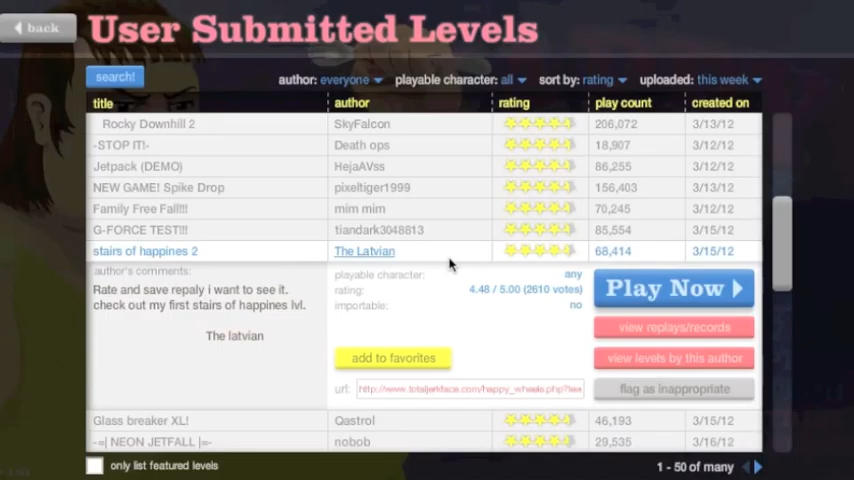 back
User Submitted Levels
search!
author: everyone playable character: all sort by: rating uploaded: this week
title author rating play count created on
Rocky Downhill 2 SkyFalcon 206,072 3/13/12
-STOP IT!- Death ops 18,907 3/12/12
Jetpack (DEMO) HejaAVss 86,255 3/12/12
NEW GAME! Spike Drop pixeltiger1999 156,403 3/13/12
Family Free Fall!!! mim mim 70,245 3/12/12
G-FORCE TEST!!! tiandark3048813 85,554 3/15/12
stairs of happines 2 The Latvian 68,414 3/15/12
author's comments:
Rate and save repaly i want to see it.
check out my first stairs of happines lvl.
The latvian
playable character: any
rating: 4.48 / 5.00 (2610 votes)
importable: no
add to favorites
url: http://www.totaljerkface.com/happy_wheels.php?lev
Play Now
view replays/records
view levels by this author
flag as inappropriate
Glass breaker XL! Qastrol 46,193 3/15/12
-=| NEON JETFALL |=- nobob 29,535 3/16/12
only list featured levels
1 - 50 of many